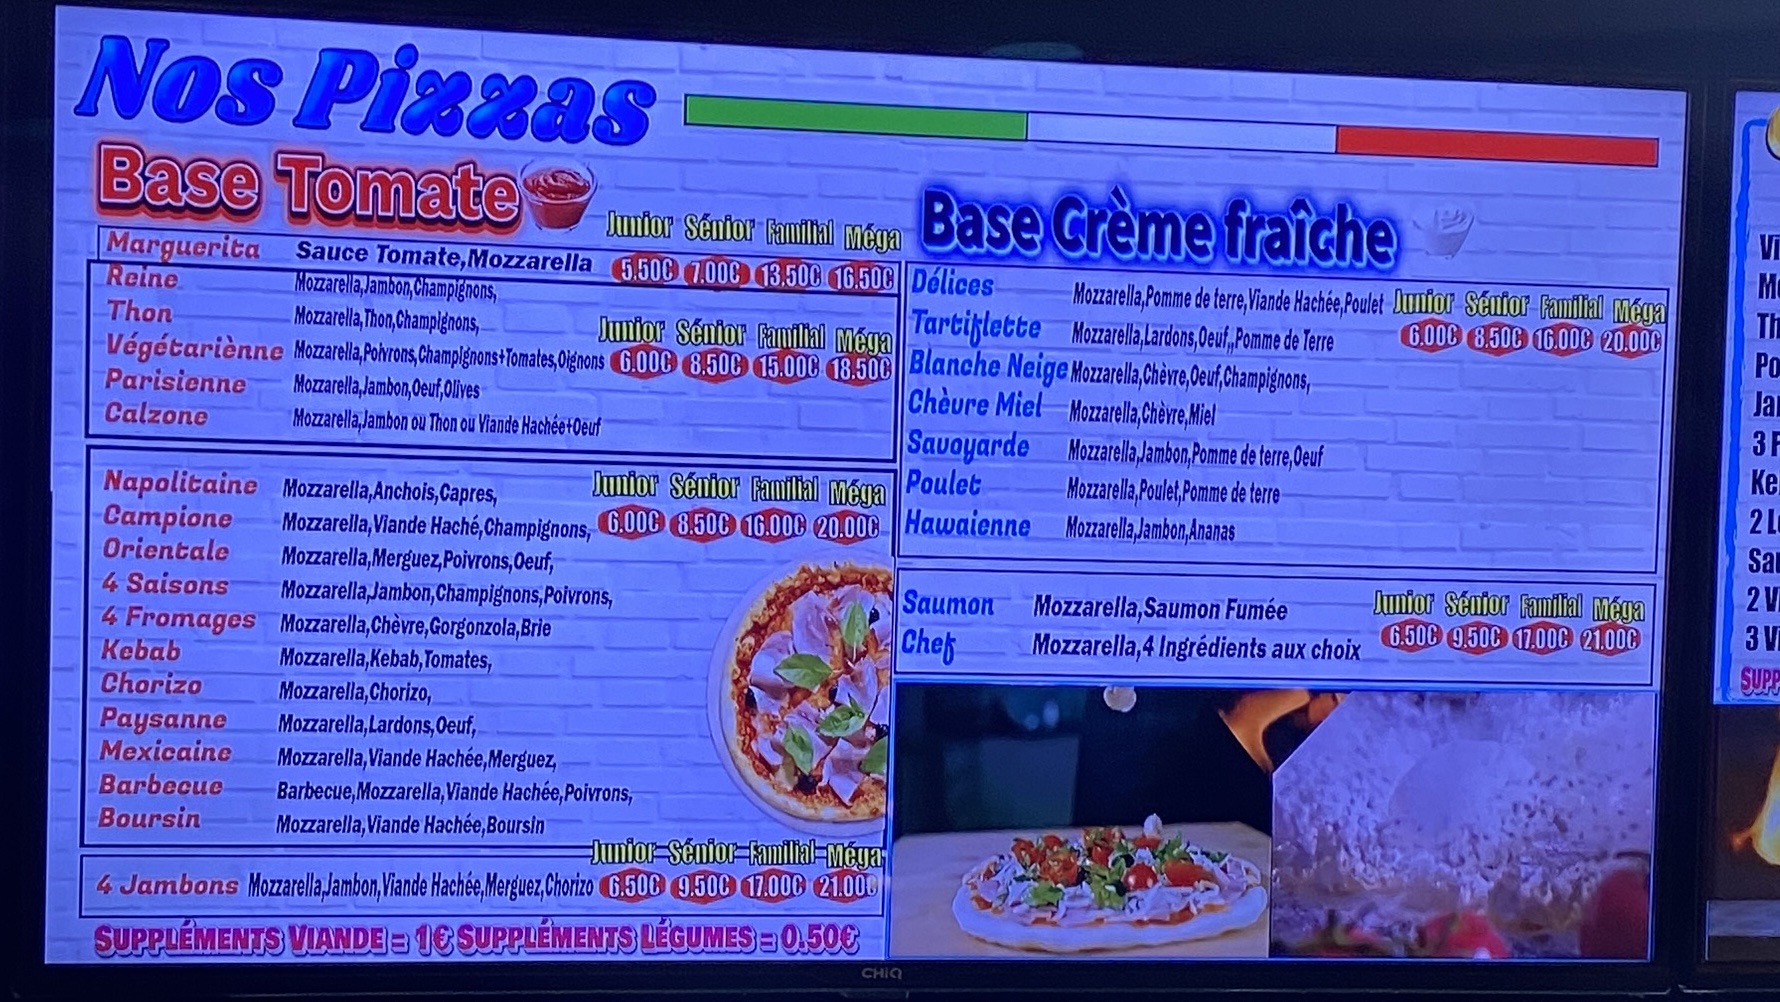 Nos Pizzas
Base Tomate
Junior Sénior Familial Méga
Marguerita Sauce Tomate,Mozzarella 5.50€ 7.00€ 13.50€ 16.50€
Reine Mozzarella,Jambon,Champignons,
Thon Mozzarella,Thon,Champignons,
Junior Sénior Familial Méga
Végétariènne Mozzarella,Poivrons,Champignons+Tomates,Oignons 6.00€ 8.50€ 15.00€ 18.50€
Parisienne Mozzarella,Jambon,Oeuf,Olives
Calzone Mozzarella,Jambon ou Thon ou Viande Hachée+Oeuf
Junior Sénior Familial Méga
Napolitaine Mozzarella,Anchois,Capres,
Campione Mozzarella,Viande Haché,Champignons, 6.00€ 8.50€ 16.00€ 20.00€
Orientale Mozzarella,Merguez,Poivrons,Oeuf,
4 Saisons Mozzarella,Jambon,Champignons,Poivrons,
4 Fromages Mozzarella,Chèvre,Gorgonzola,Brie
Kebab Mozzarella,Kebab,Tomates,
Chorizo Mozzarella,Chorizo,
Paysanne Mozzarella,Lardons,Oeuf,
Mexicaine Mozzarella,Viande Hachée,Merguez,
Barbecue Barbecue,Mozzarella,Viande Hachée,Poivrons,
Boursin Mozzarella,Viande Hachée,Boursin
Junior Sénior Familial Méga
4 Jambons Mozzarella,Jambon,Viande Hachée,Merguez,Chorizo 6.50€ 9.50€ 17.00€ 21.00€
Suppléments Viande = 1€ Suppléments Légumes = 0.50€
Base Crème fraîche
Délices Mozzarella,Pomme de terre,Viande Hachée,Poulet Junior Sénior Familial Méga
Tartiflette Mozzarella,Lardons,Oeuf,,Pomme de Terre 6.00€ 8.50€ 16.00€ 20.00€
Blanche Neige Mozzarella,Chèvre,Oeuf,Champignons,
Chèvre Miel Mozzarella,Chèvre,Miel
Savoyarde Mozzarella,Jambon,Pomme de terre,Oeuf
Poulet Mozzarella,Poulet,Pomme de terre
Hawaienne Mozzarella,Jambon,Ananas
Junior Sénior Familial Méga
Saumon Mozzarella,Saumon Fumée
Chef Mozzarella,4 Ingrédients aux choix 6.50€ 9.50€ 17.00€ 21.00€
CHiQ